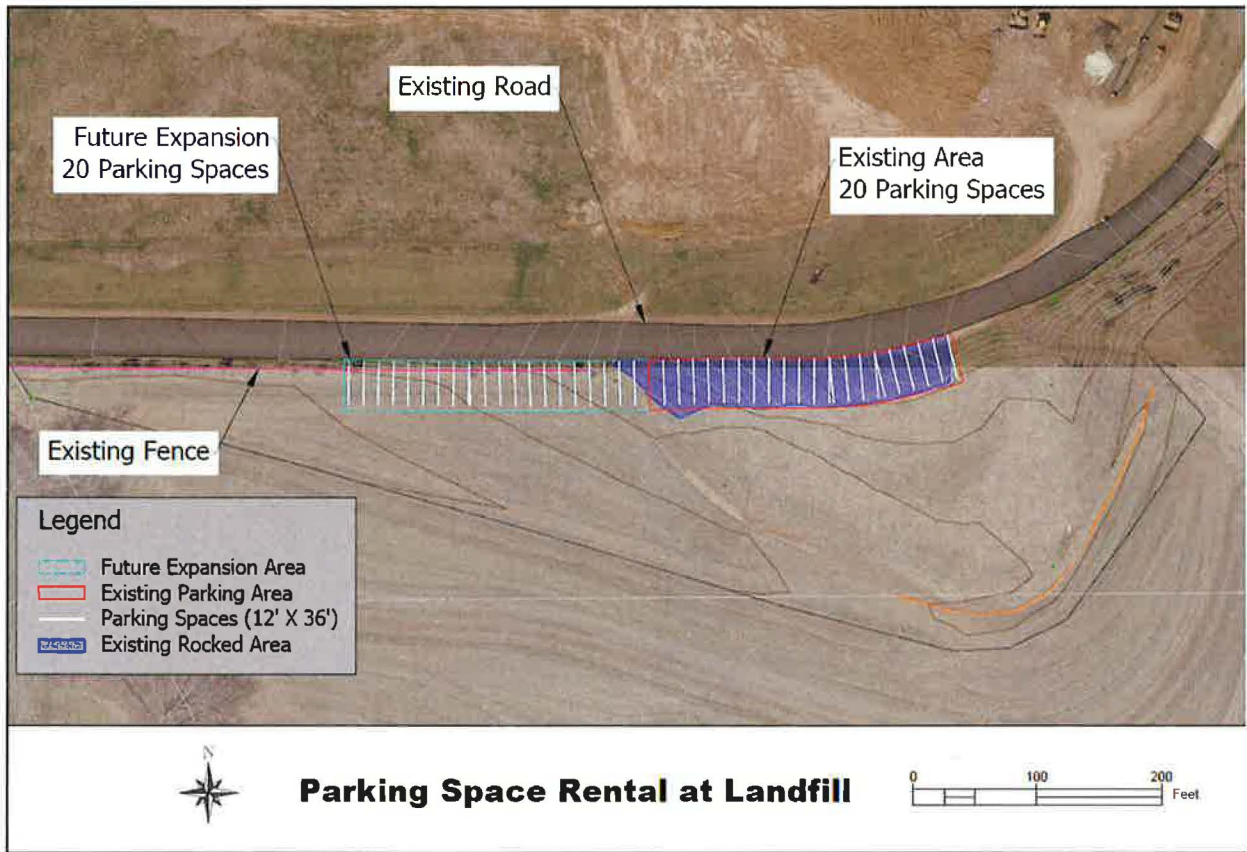 Existing Road
Future Expansion
20 Parking Spaces
Existing Area
20 Parking Spaces
Existing Fence
Legend
Future Expansion Area
Existing Parking Area
Parking Spaces (12' X 36')
Existing Rocked Area
N
Parking Space Rental at Landfill
0 100 200
Feet